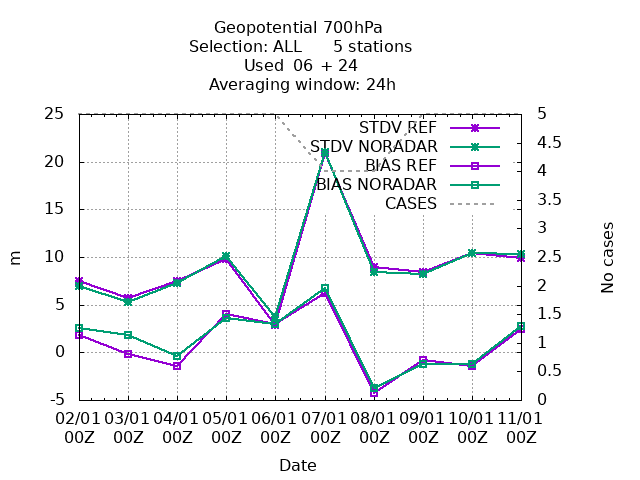 Geopotential 700hPa
Selection: ALL 5 stations
Used 06 + 24
Averaging window: 24h
25
20
15
10
5
0
-5
m
5
4.5
4
3.5
3
2.5
2
1.5
1
0.5
0
No cases
STDV REF
STDV NORADAR
BIAS REF
BIAS NORADAR
CASES
02/01 03/01 04/01 05/01 06/01 07/01 08/01 09/01 10/01 11/01
00Z 00Z 00Z 00Z 00Z 00Z 00Z 00Z 00Z 00Z
Date